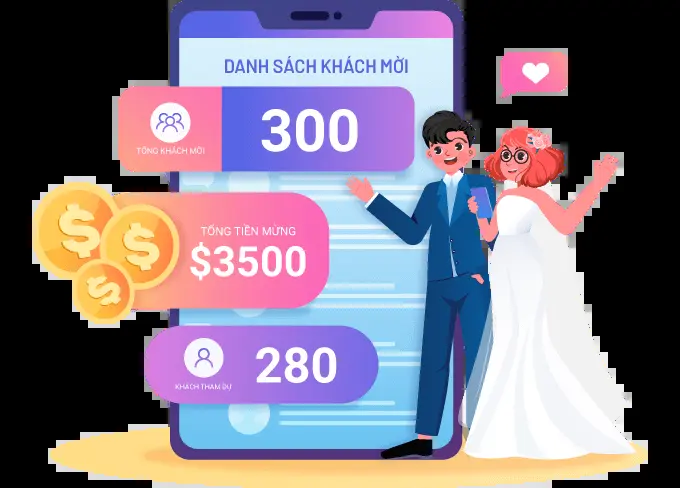 DANH SÁCH KHÁCH MỜI
300
TỔNG KHÁCH MỜI
TỔNG TIỀN MỪNG
$3500
280
KHÁCH THAM DỰ